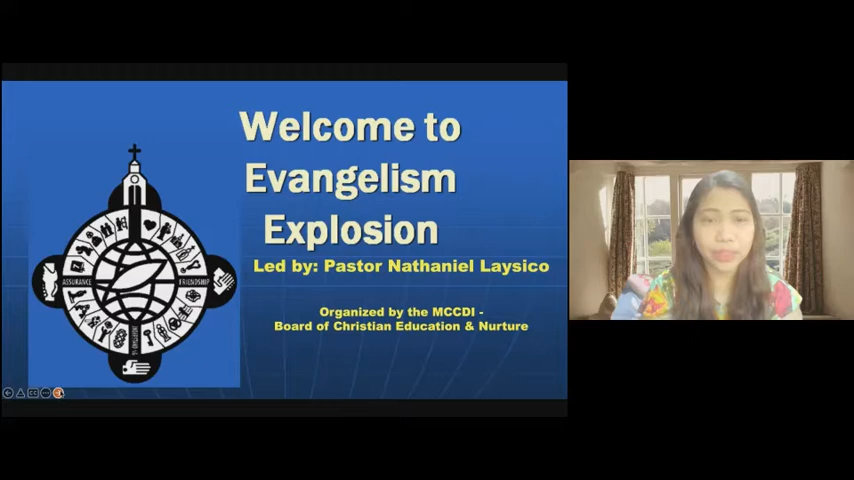 Welcome to
Evangelism
Explosion
Led by: Pastor Nathaniel Laysico
Organized by the MCCDI -
Board of Christian Education & Nurture
ASSURANCE
FRIENDSHIP